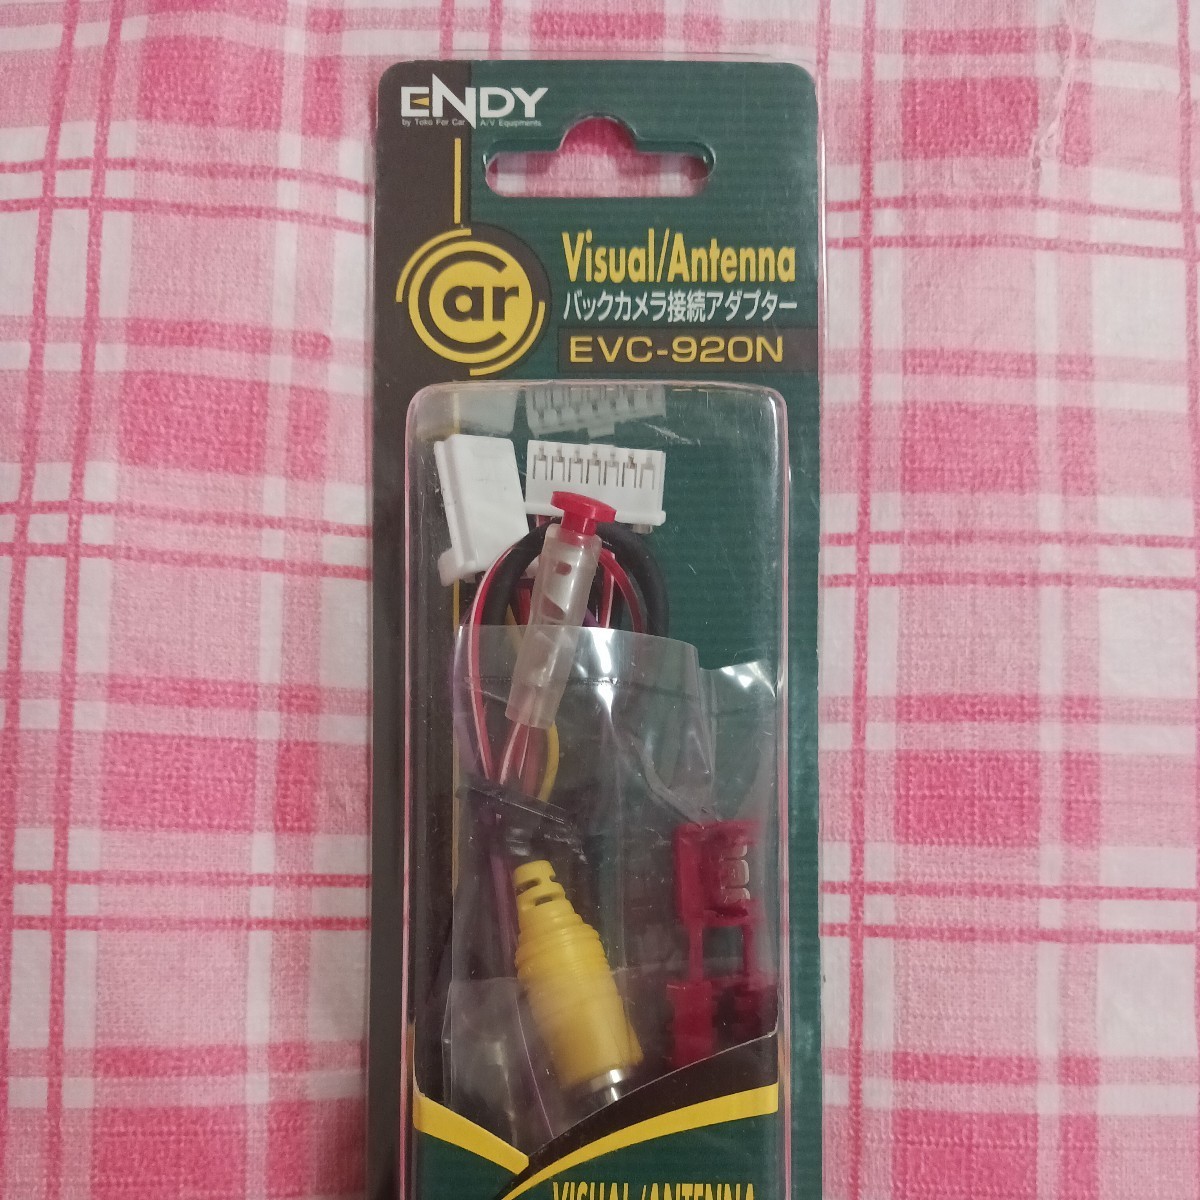 ENDY
by Toko For Car A/V Equipments
Car
Visual/Antenna
バックカメラ接続アダプター
EVC-920N
VISUAL/ANTENNA